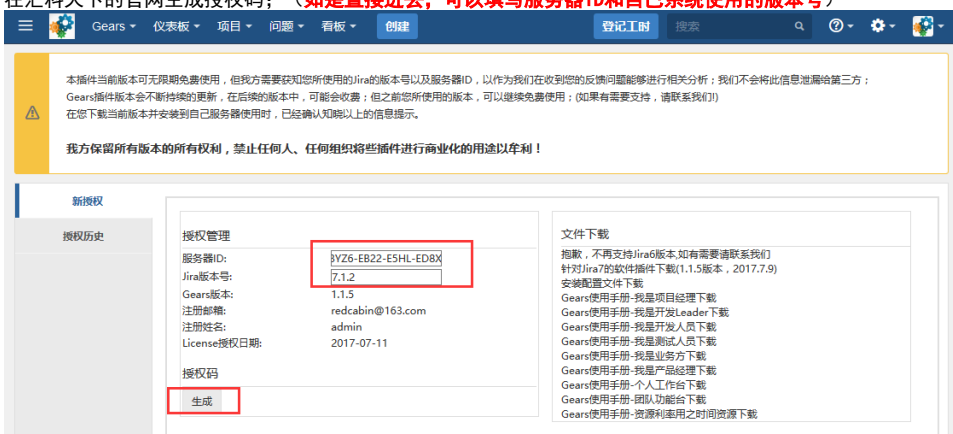 在汇科天下的官网生成授权码；（如是直接进去，可以填写服务器ID和自己系统使用的版本号）
Gears 仪表板 项目 问题 看板 创建 登记工时 搜索
本插件当前版本可无限期免费使用，但我方需要获知您所使用的Jira的版本号以及服务器ID，以作为我们在收到您的反馈问题能够进行相关分析；我们不会将此信息泄漏给第三方；
Gears插件版本会不断持续的更新，在后续的版本中，可能会收费；但之前您所使用的版本，可以继续免费使用；(如果有需要支持，请联系我们!)
在您下载当前版本并安装到自己服务器使用时，已经确认知晓以上的信息提示。
我方保留所有版本的所有权利，禁止任何人、任何组织将些插件进行商业化的用途以牟利！
新授权
授权历史
授权管理
服务器ID: YZ6-EB22-E5HL-ED8X
Jira版本号: 7.1.2
Gears版本: 1.1.5
注册邮箱: redcabin@163.com
注册姓名: admin
License授权日期: 2017-07-11
授权码
生成
文件下载
抱歉，不再支持Jira6版本,如有需要请联系我们
针对Jira7的软件插件下载(1.1.5版本，2017.7.9)
安装配置文件下载
Gears使用手册-我是项目经理下载
Gears使用手册-我是开发Leader下载
Gears使用手册-我是开发人员下载
Gears使用手册-我是测试人员下载
Gears使用手册-我是业务方下载
Gears使用手册-我是产品经理下载
Gears使用手册-个人工作台下载
Gears使用手册-团队功能台下载
Gears使用手册-资源利率用之时间资源下载